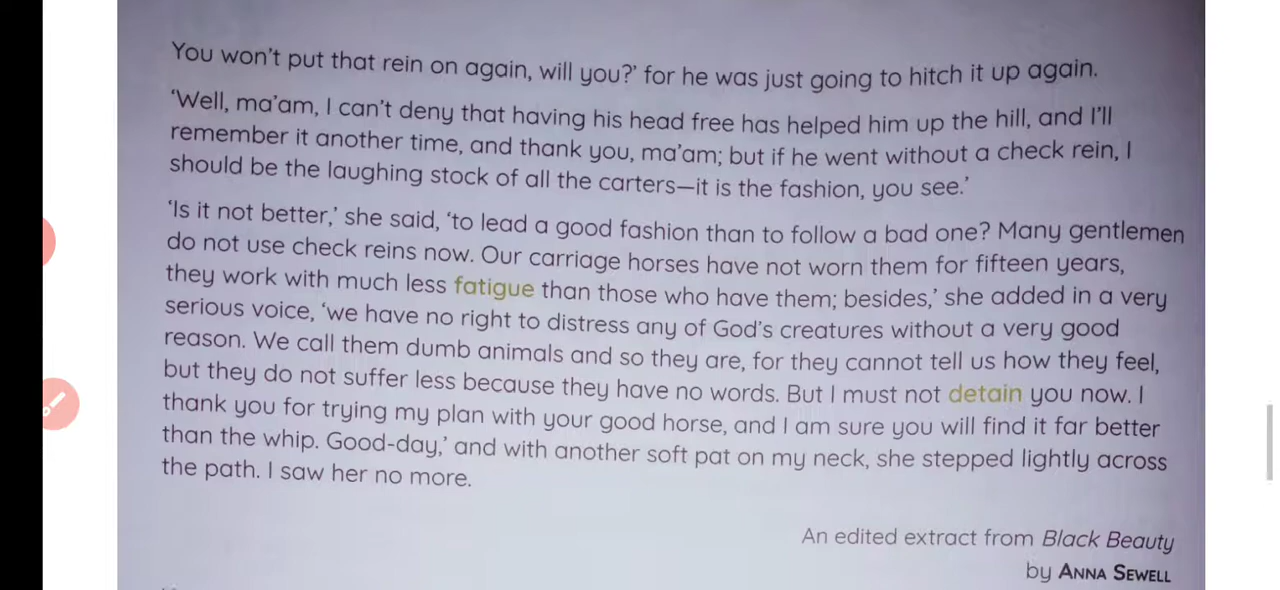 You won't put that rein on again, will you?' for he was just going to hitch it up again.
'Well, ma'am, I can't deny that having his head free has helped him up the hill, and I'll
remember it another time, and thank you, ma'am; but if he went without a check rein, I
should be the laughing stock of all the carters—it is the fashion, you see.'
'Is it not better,' she said, 'to lead a good fashion than to follow a bad one? Many gentlemen
do not use check reins now. Our carriage horses have not worn them for fifteen years,
they work with much less fatigue than those who have them; besides,' she added in a very
serious voice, 'we have no right to distress any of God's creatures without a very good
reason. We call them dumb animals and so they are, for they cannot tell us how they feel,
but they do not suffer less because they have no words. But I must not detain you now. I
thank you for trying my plan with your good horse, and I am sure you will find it far better
than the whip. Good-day,' and with another soft pat on my neck, she stepped lightly across
the path. I saw her no more.
An edited extract from Black Beauty
by ANNA SEWELL